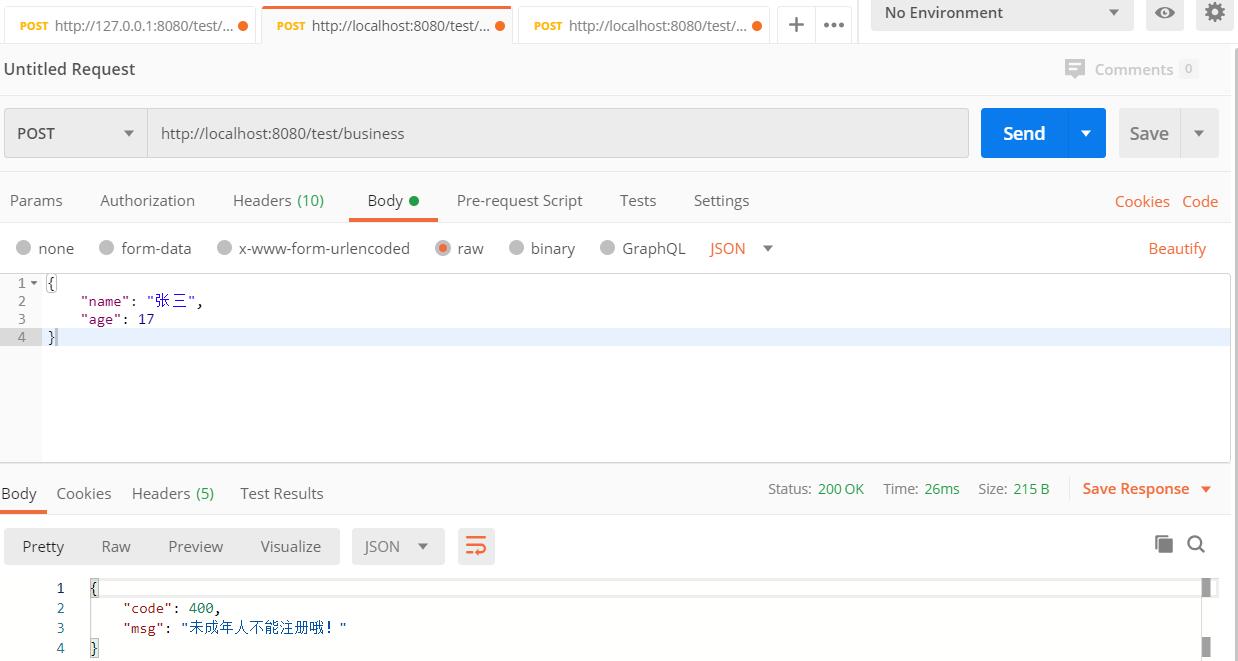 POST http://127.0.0.1:8080/test/... POST http://localhost:8080/test/... POST http://localhost:8080/test/... + ••• No Environment
Untitled Request Comments 0
POST http://localhost:8080/test/business Send Save
Params Authorization Headers (10) Body Pre-request Script Tests Settings Cookies Code
none form-data x-www-form-urlencoded raw binary GraphQL JSON Beautify
1 {
2 "name": "张三",
3 "age": 17
4 }
Body Cookies Headers (5) Test Results Status: 200 OK Time: 26ms Size: 215 B Save Response
Pretty Raw Preview Visualize JSON
1 {
2 "code": 400,
3 "msg": "未成年人不能注册哦！"
4 }